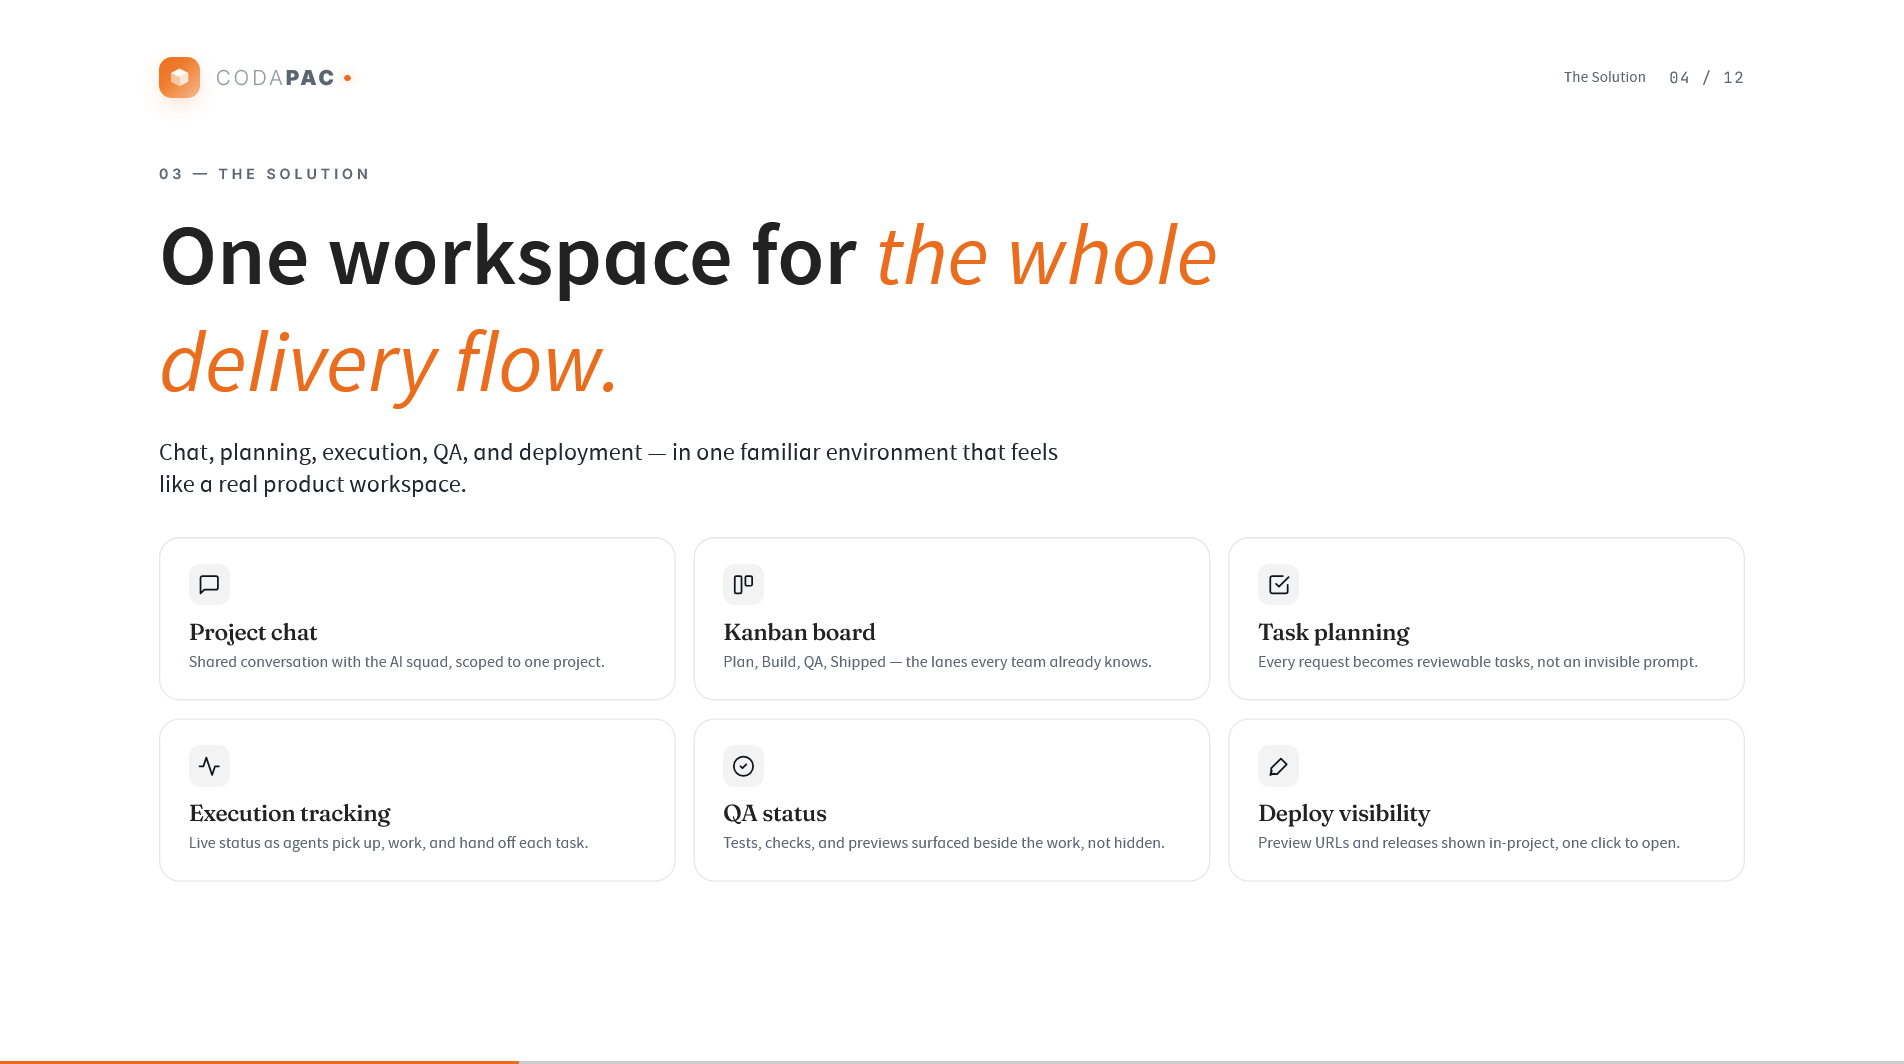 CODAPAC
The Solution 04 / 12
03 — THE SOLUTION
One workspace for the whole
delivery flow.
Chat, planning, execution, QA, and deployment — in one familiar environment that feels
like a real product workspace.
Project chat
Shared conversation with the AI squad, scoped to one project.
Kanban board
Plan, Build, QA, Shipped — the lanes every team already knows.
Task planning
Every request becomes reviewable tasks, not an invisible prompt.
Execution tracking
Live status as agents pick up, work, and hand off each task.
QA status
Tests, checks, and previews surfaced beside the work, not hidden.
Deploy visibility
Preview URLs and releases shown in-project, one click to open.